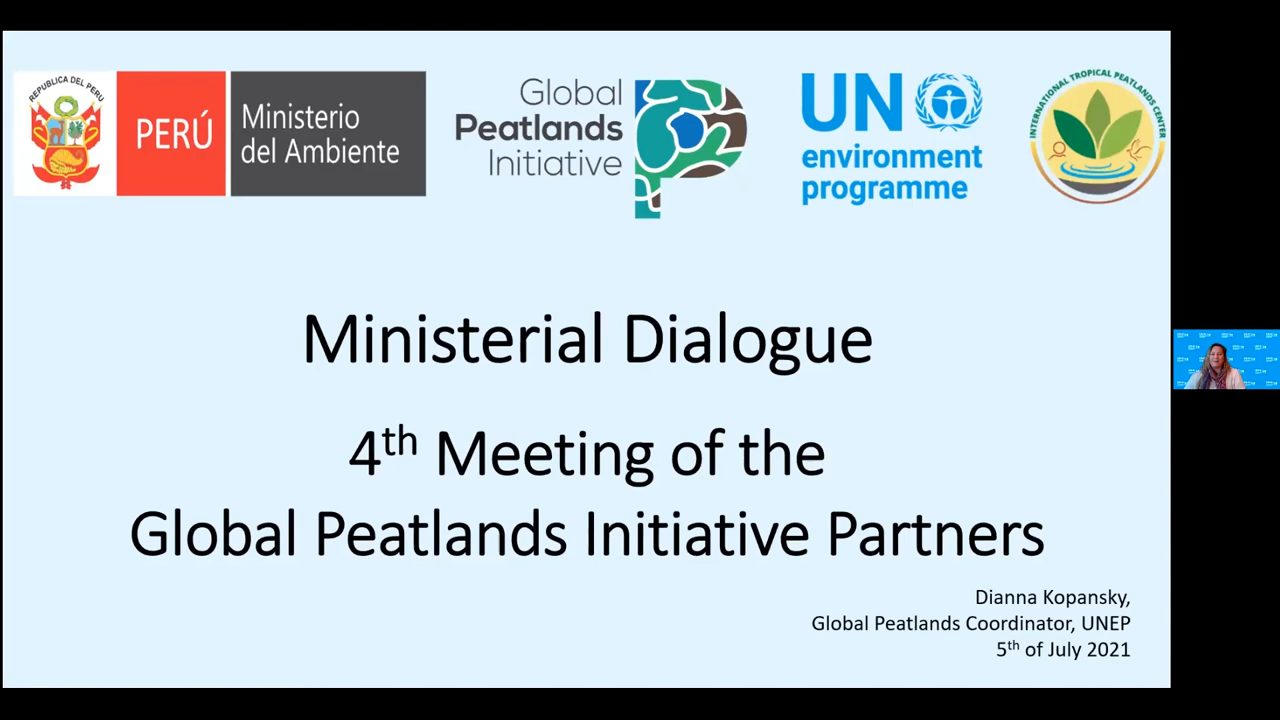 REPUBLICA DEL PERU
PERÚ
Ministerio
del Ambiente
Global
Peatlands
Initiative
UN
environment
programme
INTERNATIONAL TROPICAL PEATLANDS CENTER
Ministerial Dialogue
4th Meeting of the
Global Peatlands Initiative Partners
Dianna Kopansky,
Global Peatlands Coordinator, UNEP
5th of July 2021